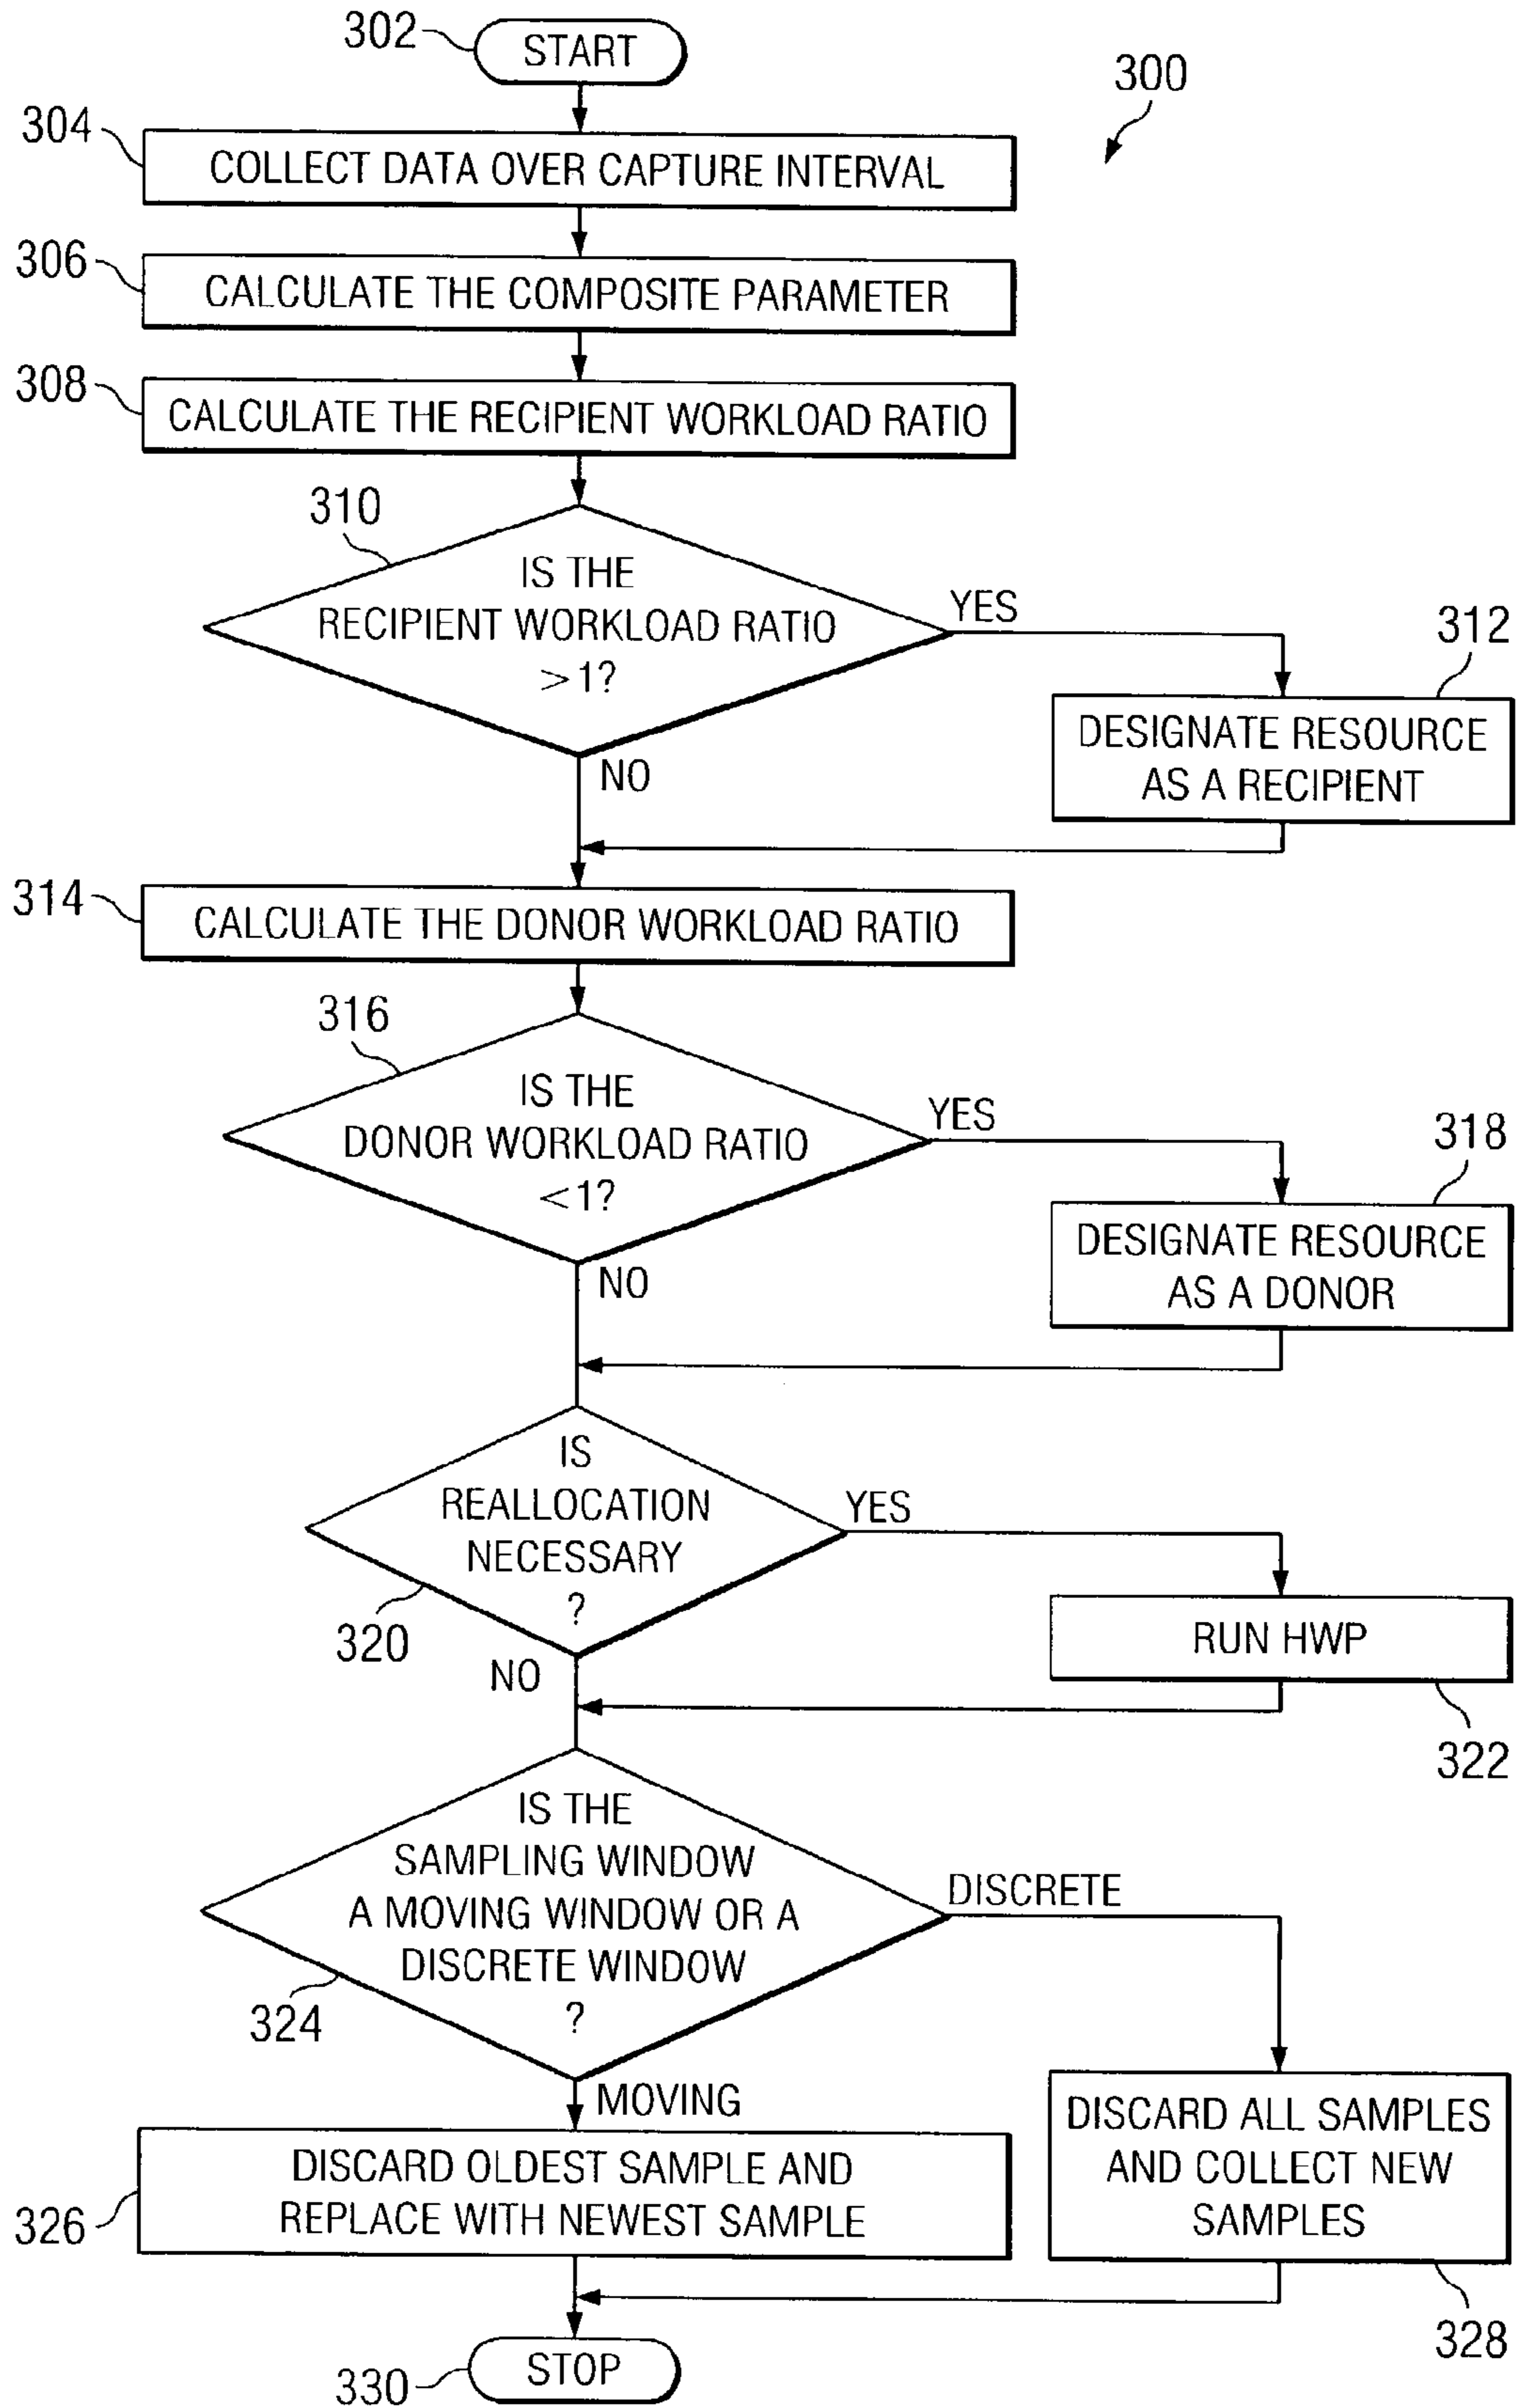 302
START
300
304
COLLECT DATA OVER CAPTURE INTERVAL
306
CALCULATE THE COMPOSITE PARAMETER
308
CALCULATE THE RECIPIENT WORKLOAD RATIO
310
IS THE
RECIPIENT WORKLOAD RATIO
>1?
YES
312
DESIGNATE RESOURCE
AS A RECIPIENT
NO
314
CALCULATE THE DONOR WORKLOAD RATIO
316
IS THE
DONOR WORKLOAD RATIO
<1?
YES
318
DESIGNATE RESOURCE
AS A DONOR
NO
IS
REALLOCATION
NECESSARY
?
YES
320
RUN HWP
322
NO
IS THE
SAMPLING WINDOW
A MOVING WINDOW OR A
DISCRETE WINDOW
?
DISCRETE
324
MOVING
DISCARD OLDEST SAMPLE AND
REPLACE WITH NEWEST SAMPLE
326
DISCARD ALL SAMPLES
AND COLLECT NEW
SAMPLES
328
STOP
330